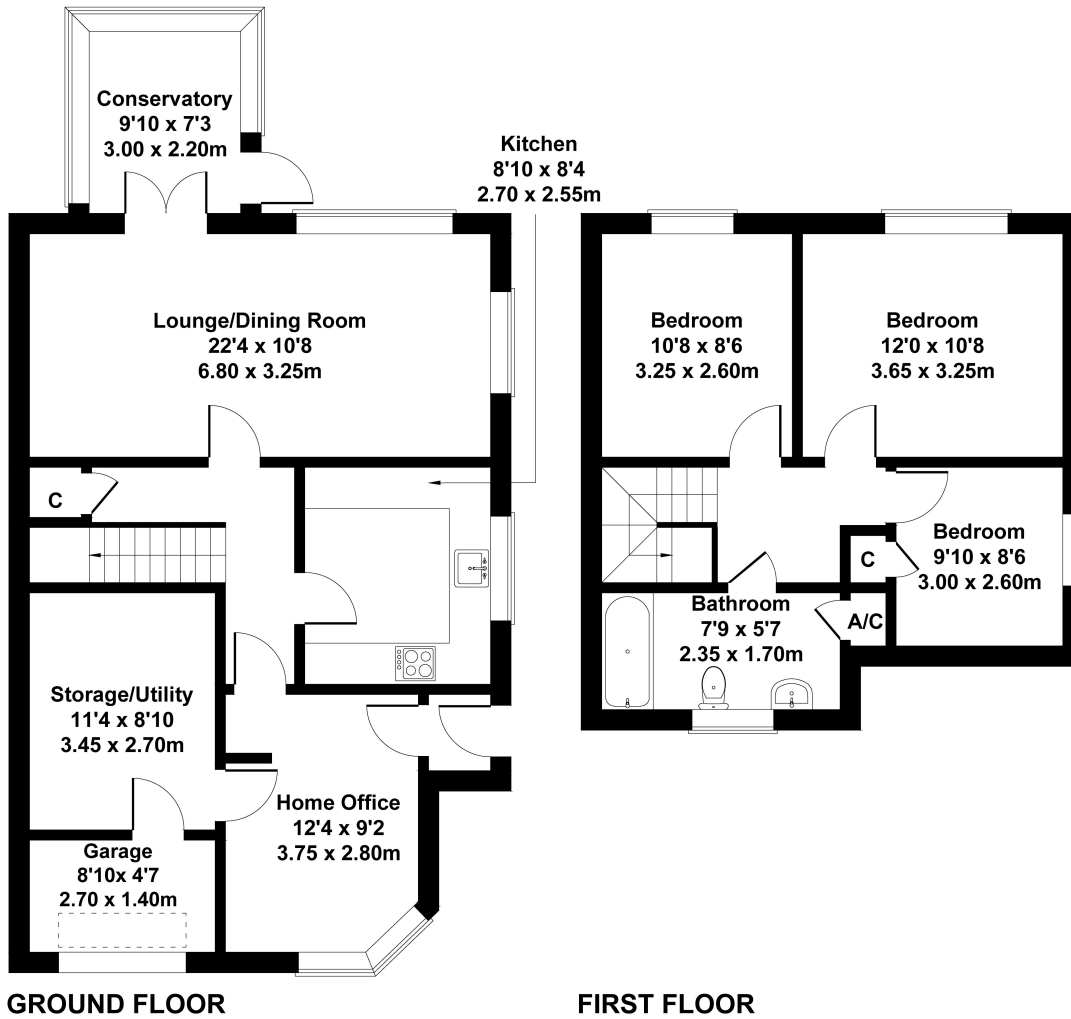 Conservatory
9'10 x 7'3
3.00 x 2.20m
Kitchen
8'10 x 8'4
2.70 x 2.55m
Lounge/Dining Room
22'4 x 10'8
6.80 x 3.25m
C
Storage/Utility
11'4 x 8'10
3.45 x 2.70m
Home Office
12'4 x 9'2
3.75 x 2.80m
Garage
8'10x 4'7
2.70 x 1.40m
GROUND FLOOR
Bedroom
10'8 x 8'6
3.25 x 2.60m
Bedroom
12'0 x 10'8
3.65 x 3.25m
Bedroom
9'10 x 8'6
3.00 x 2.60m
C
A/C
Bathroom
7'9 x 5'7
2.35 x 1.70m
FIRST FLOOR